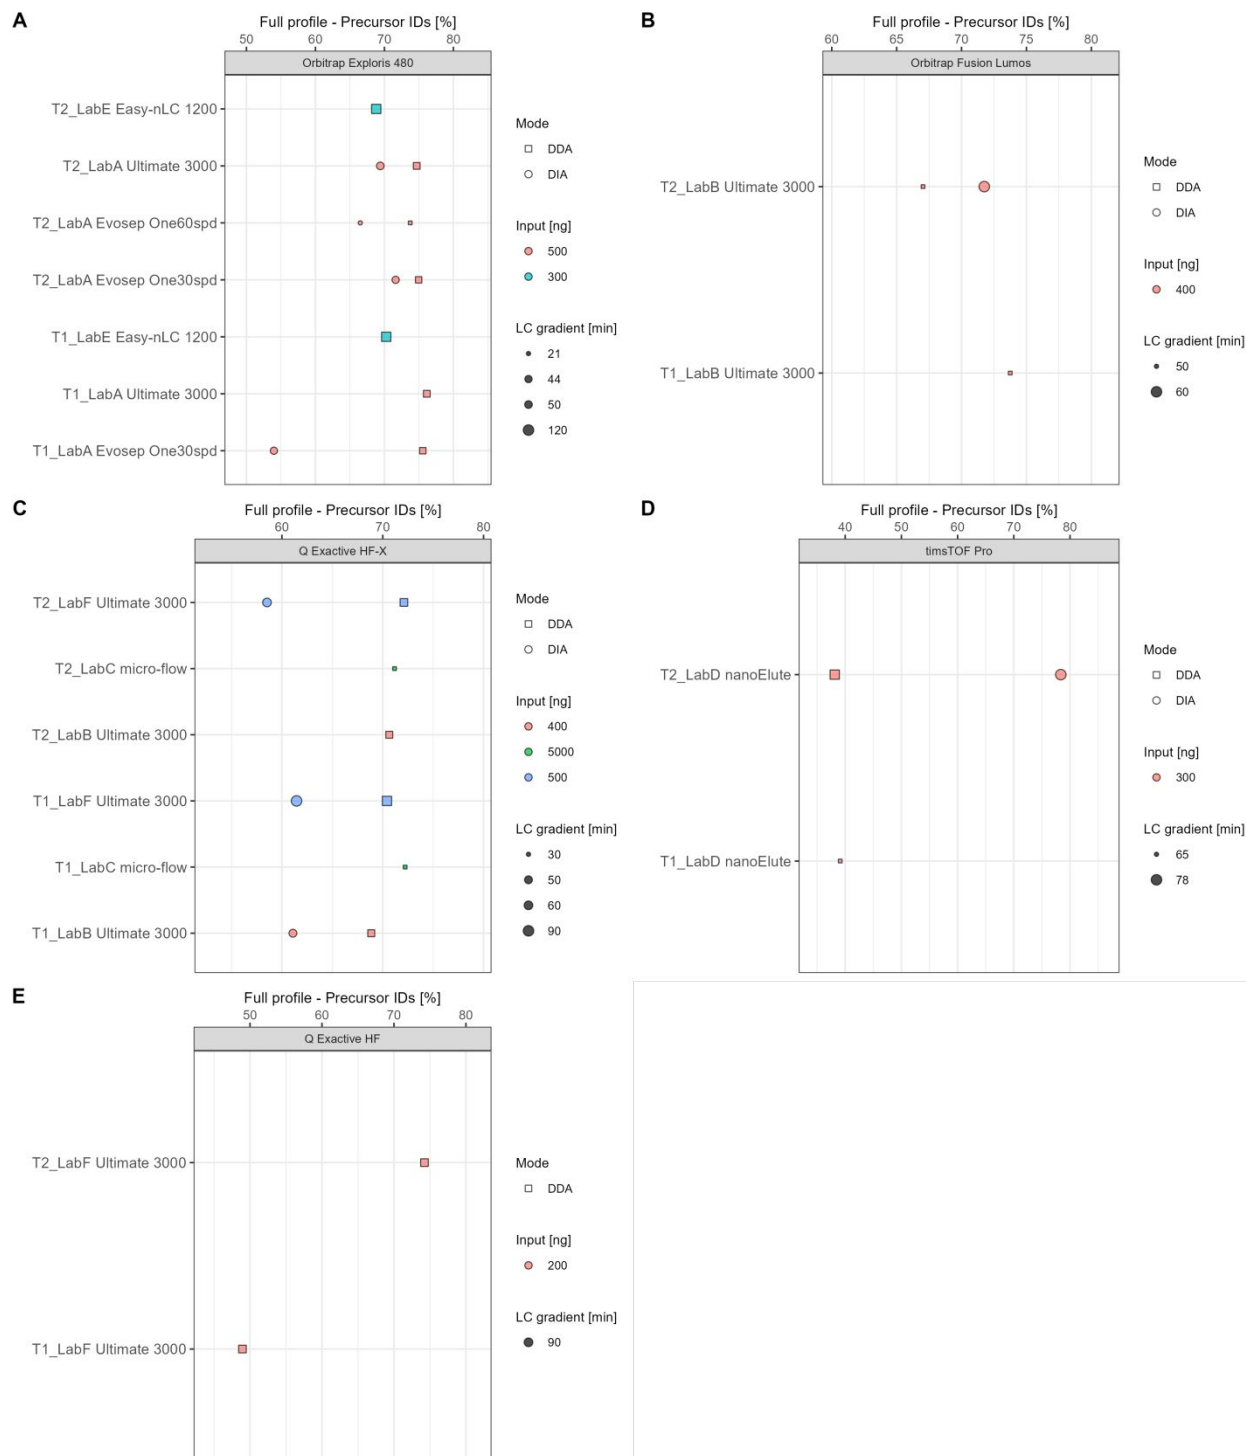 A
Full profile - Precursor IDs [%]
50 60 70 80
Orbitrap Exploris 480
T2_LabE Easy-nLC 1200
T2_LabA Ultimate 3000
T2_LabA Evosep One60spd
T2_LabA Evosep One30spd
T1_LabE Easy-nLC 1200
T1_LabA Ultimate 3000
T1_LabA Evosep One30spd
Mode
DDA
DIA
Input [ng]
500
300
LC gradient [min]
21
44
50
120
B
Full profile - Precursor IDs [%]
60 65 70 75 80
Orbitrap Fusion Lumos
T2_LabB Ultimate 3000
T1_LabB Ultimate 3000
Mode
DDA
DIA
Input [ng]
400
LC gradient [min]
50
60
C
Full profile - Precursor IDs [%]
60 70 80
Q Exactive HF-X
T2_LabF Ultimate 3000
T2_LabC micro-flow
T2_LabB Ultimate 3000
T1_LabF Ultimate 3000
T1_LabC micro-flow
T1_LabB Ultimate 3000
Mode
DDA
DIA
Input [ng]
400
5000
500
LC gradient [min]
30
50
60
90
D
Full profile - Precursor IDs [%]
40 50 60 70 80
timsTOF Pro
T2_LabD nanoElute
T1_LabD nanoElute
Mode
DDA
DIA
Input [ng]
300
LC gradient [min]
65
78
E
Full profile - Precursor IDs [%]
50 60 70 80
Q Exactive HF
T2_LabF Ultimate 3000
T1_LabF Ultimate 3000
Mode
DDA
Input [ng]
200
LC gradient [min]
90